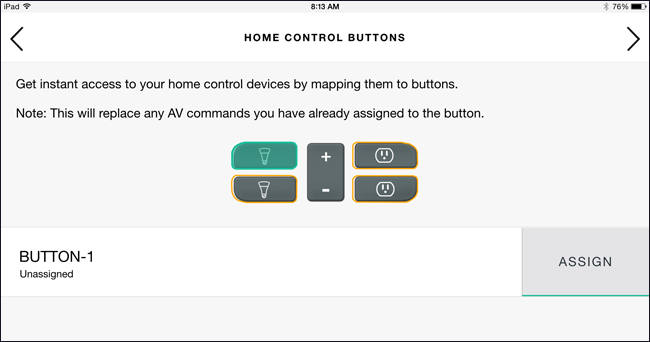 iPad 8:13 AM 76%
HOME CONTROL BUTTONS
Get instant access to your home control devices by mapping them to buttons.
Note: This will replace any AV commands you have already assigned to the button.
+
-
BUTTON-1
Unassigned
ASSIGN